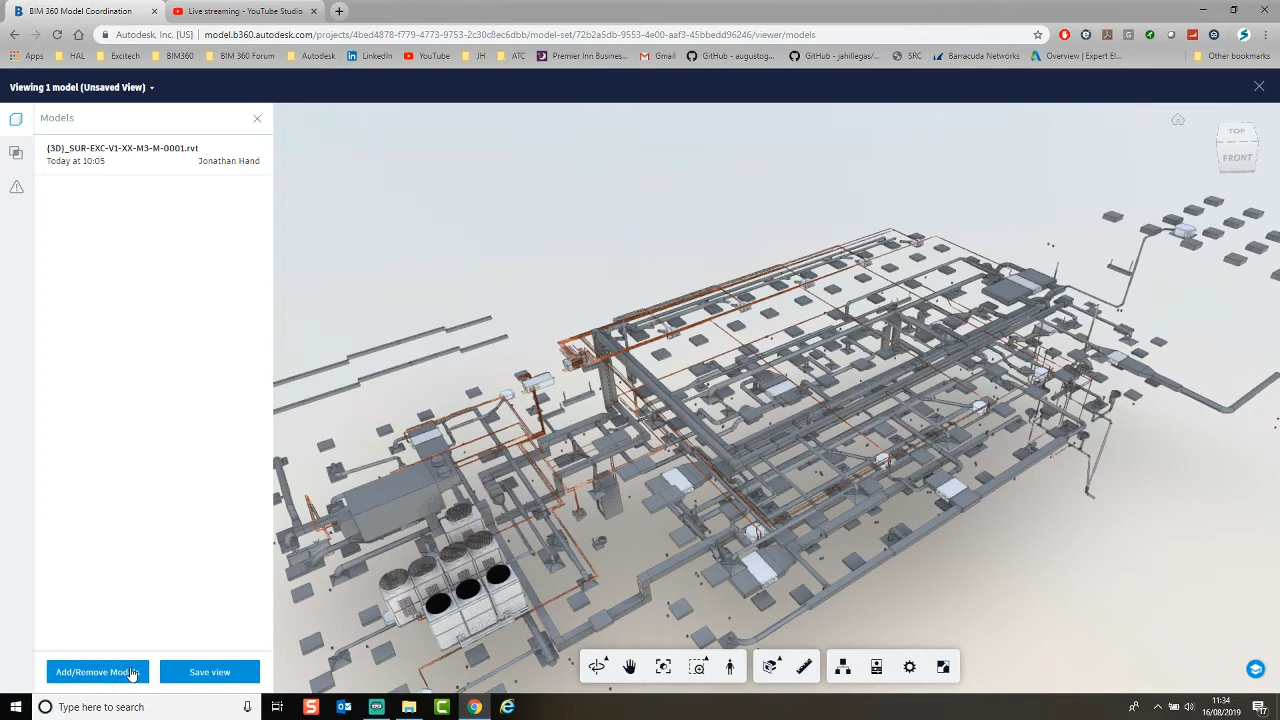 BIM 360 Model Coordination
Live streaming - YouTube Studio
Autodesk, Inc. [US]
model.b360.autodesk.com/projects/4be14878-f779-4773-9753-2c30c8ec6dbb/model-set/72b2a5db-9553-4e00-aaf3-45bbedd96246/viewer/models
Apps
BIM360
BIM 360 Forum
Autodesk
LinkedIn
YouTube
JH
ATC
Premier Inn Busines...
Gmail
GitHub - augustog...
GitHub - jahillegas/...
SRC
Barracuda Networks
Overview | Expert El...
Other bookmarks
Viewing 1 model (Unsaved View)
Models
TOP
FRONT
{3D}_SUR-EXC-V1-XX-M3-M-0001.rvt
Today at 10:05
Jonathan Hand
Add/Remove
Save view
Type here to search
11:34
16/08/2019